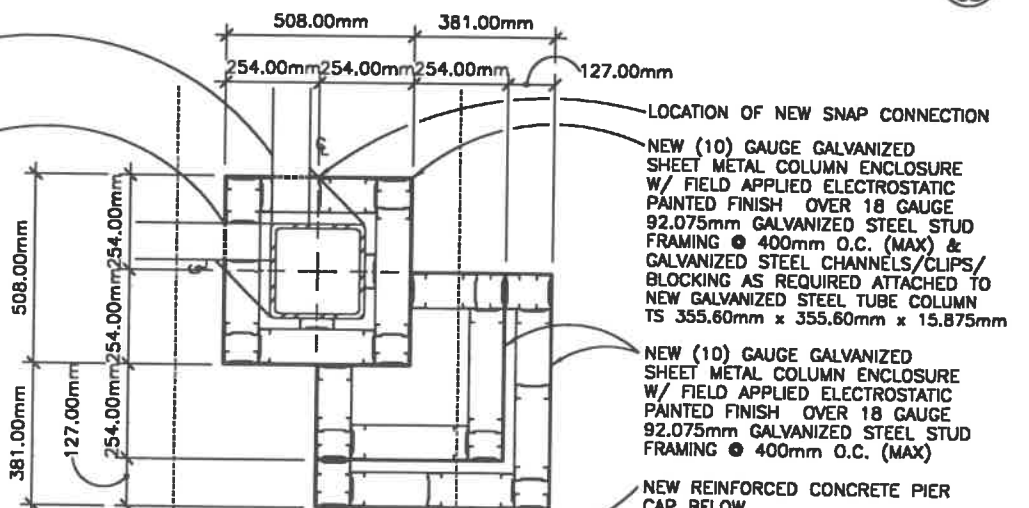 508.00mm
381.00mm
254.00mm
254.00mm
254.00mm
127.00mm
LOCATION OF NEW SNAP CONNECTION
NEW (10) GAUGE GALVANIZED
SHEET METAL COLUMN ENCLOSURE
W/ FIELD APPLIED ELECTROSTATIC
PAINTED FINISH OVER 18 GAUGE
92.075mm GALVANIZED STEEL STUD
FRAMING @ 400mm O.C. (MAX) &
GALVANIZED STEEL CHANNELS/CLIPS/
BLOCKING AS REQUIRED ATTACHED TO
NEW GALVANIZED STEEL TUBE COLUMN
TS 355.60mm x 355.60mm x 15.875mm
NEW (10) GAUGE GALVANIZED
SHEET METAL COLUMN ENCLOSURE
W/ FIELD APPLIED ELECTROSTATIC
PAINTED FINISH OVER 18 GAUGE
92.075mm GALVANIZED STEEL STUD
FRAMING @ 400mm O.C. (MAX)
NEW REINFORCED CONCRETE PIER
CAP BELOW
508.00mm
254.00mm
254.00mm
381.00mm
127.00mm
254.00mm